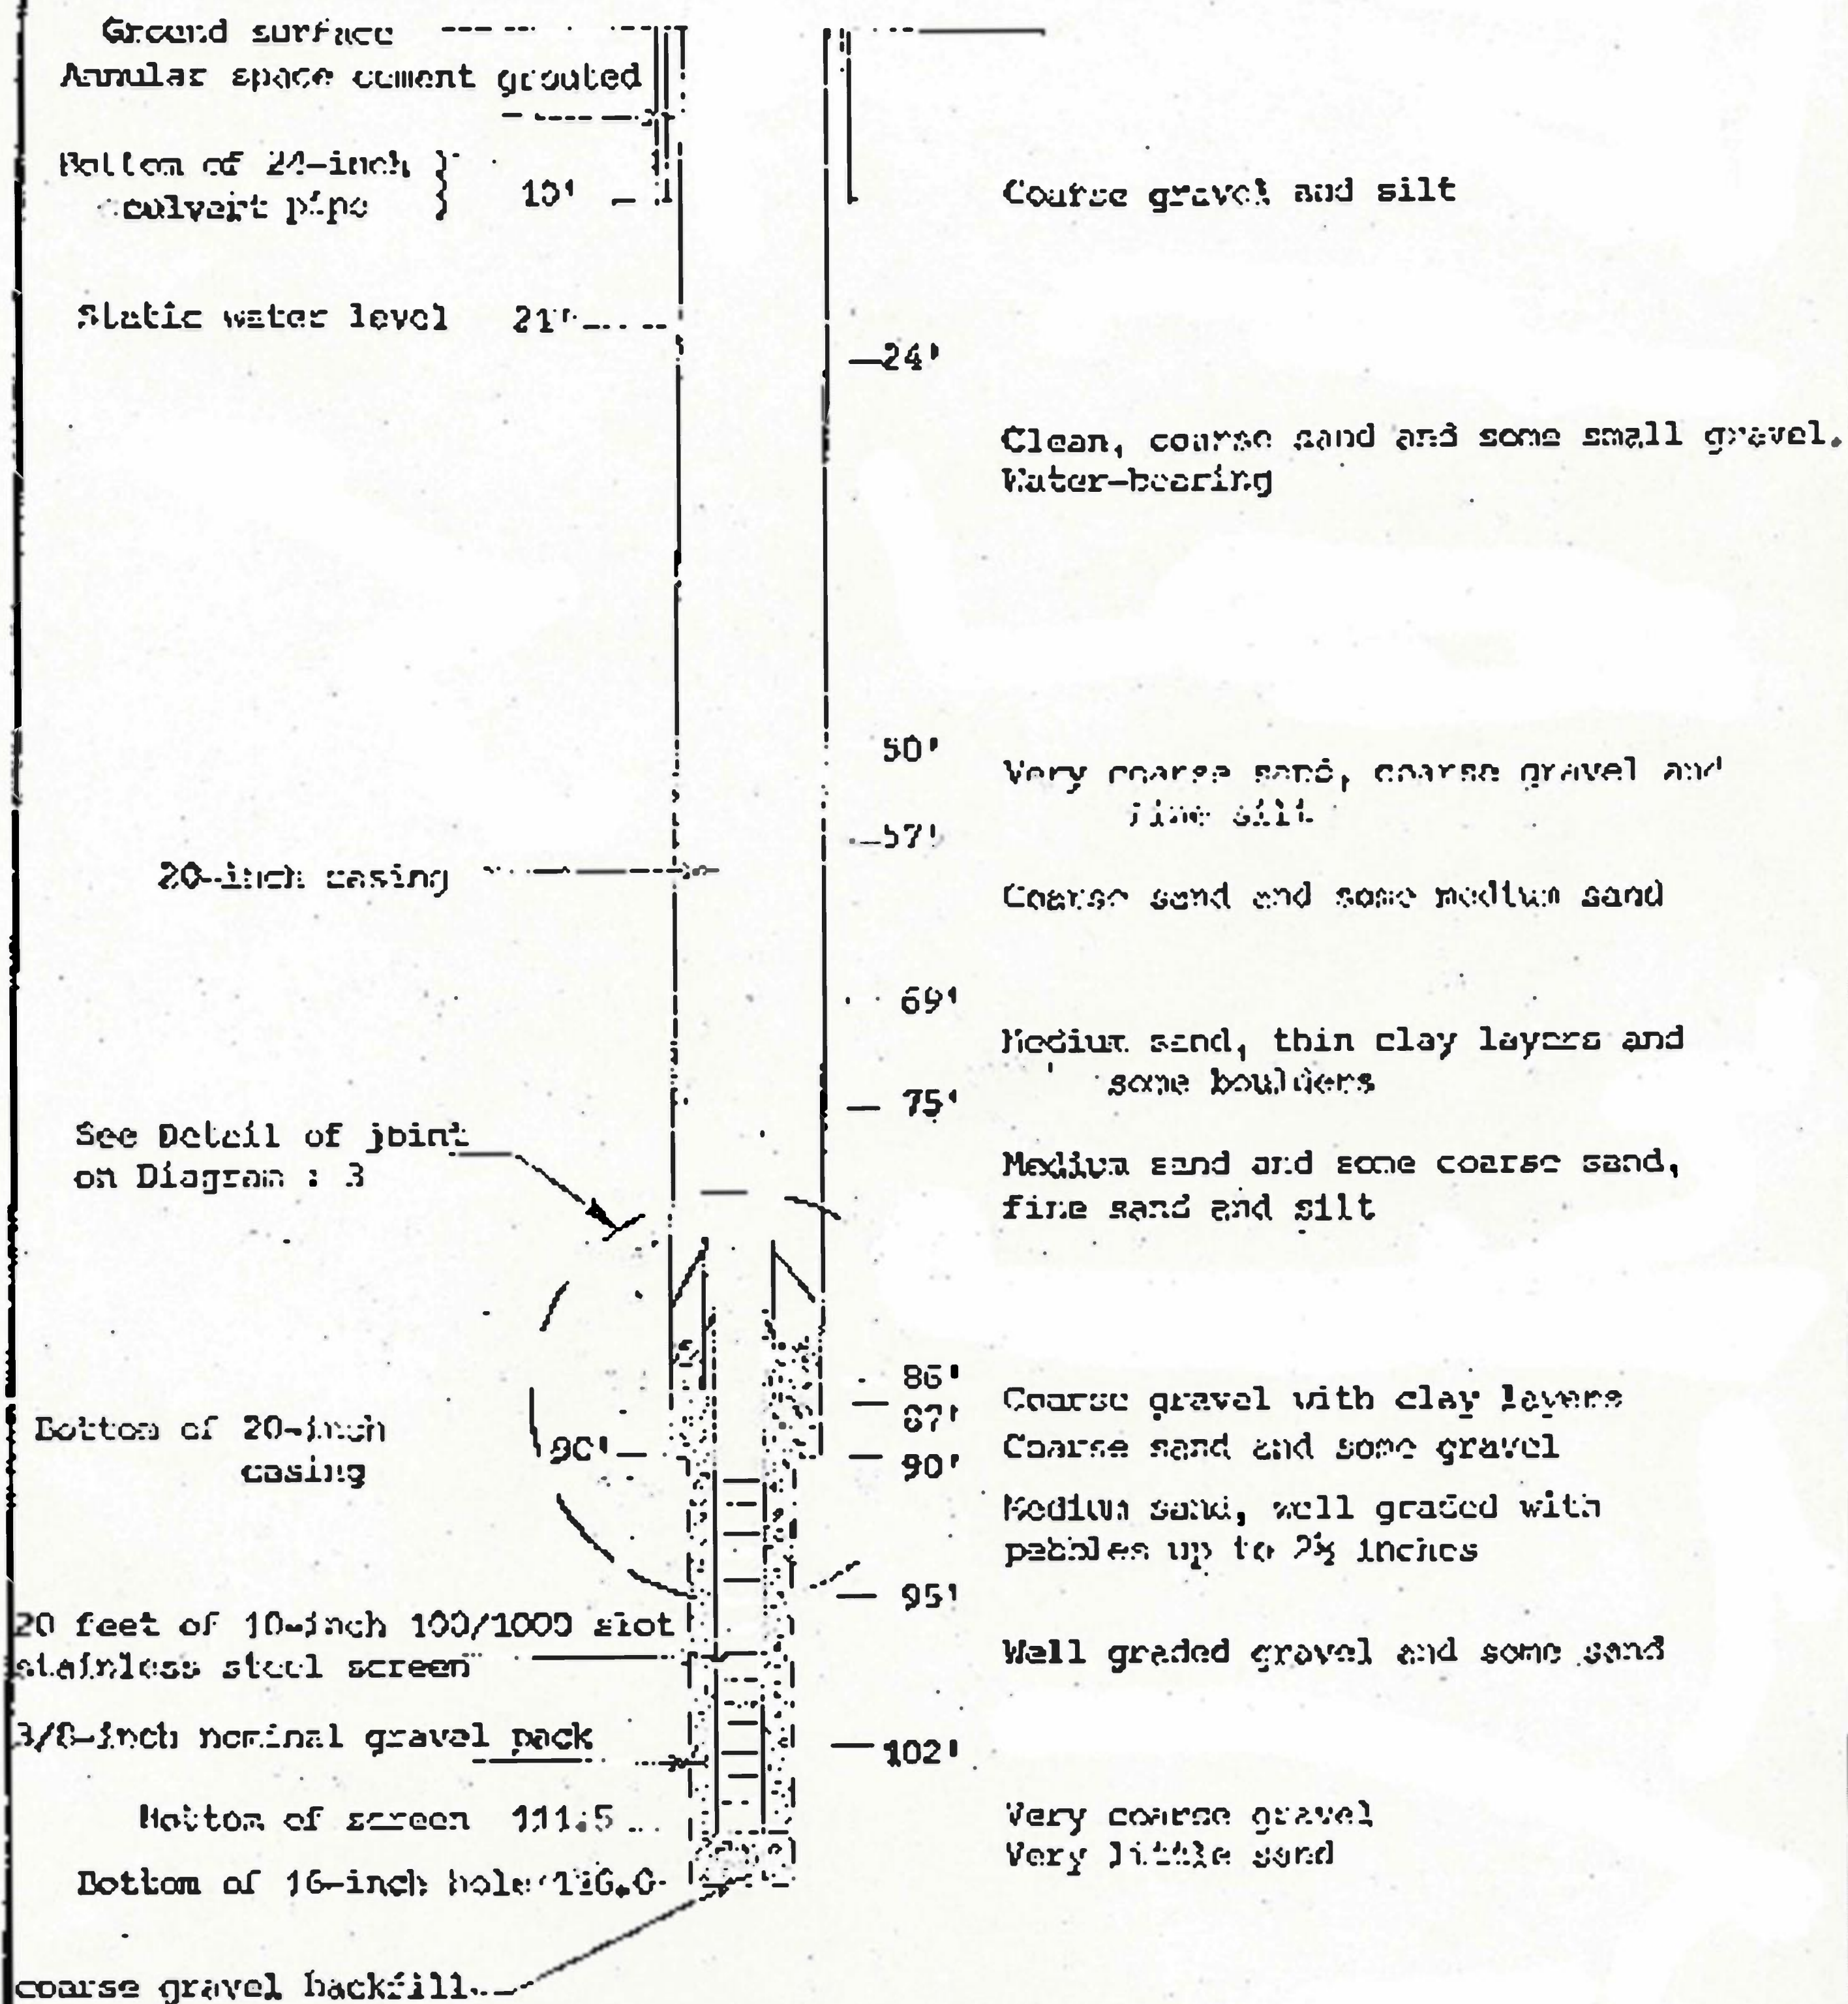 Ground surface
Annular space cement grouted
Bottom of 24-inch
culvert pipe
Coarse gravel and silt
Static water level 21'
24'
Clean, coarse sand and some small gravel.
Water-bearing
50'
Very coarse sand, coarse gravel and
fine silt
57'
20-inch casing
Coarse sand and some medium sand
69'
Medium sand, thin clay layers and
some boulders
75'
See Detail of joint
on Diagram : 3
Medium sand and some coarse sand,
fine sand and silt
86'
Coarse gravel with clay layers
87'
Bottom of 20-inch
casing
90'
Coarse sand and some gravel
90'
Medium sand, well graded with
pebbles up to 2½ inches
95'
20 feet of 10-inch 100/1000 slot
stainless steel screen
Well graded gravel and some sand
3/8-inch nominal gravel pack
102'
Bottom of screen 111.5
Very coarse gravel
Very little sand
Bottom of 16-inch hole 116.0
coarse gravel backfill